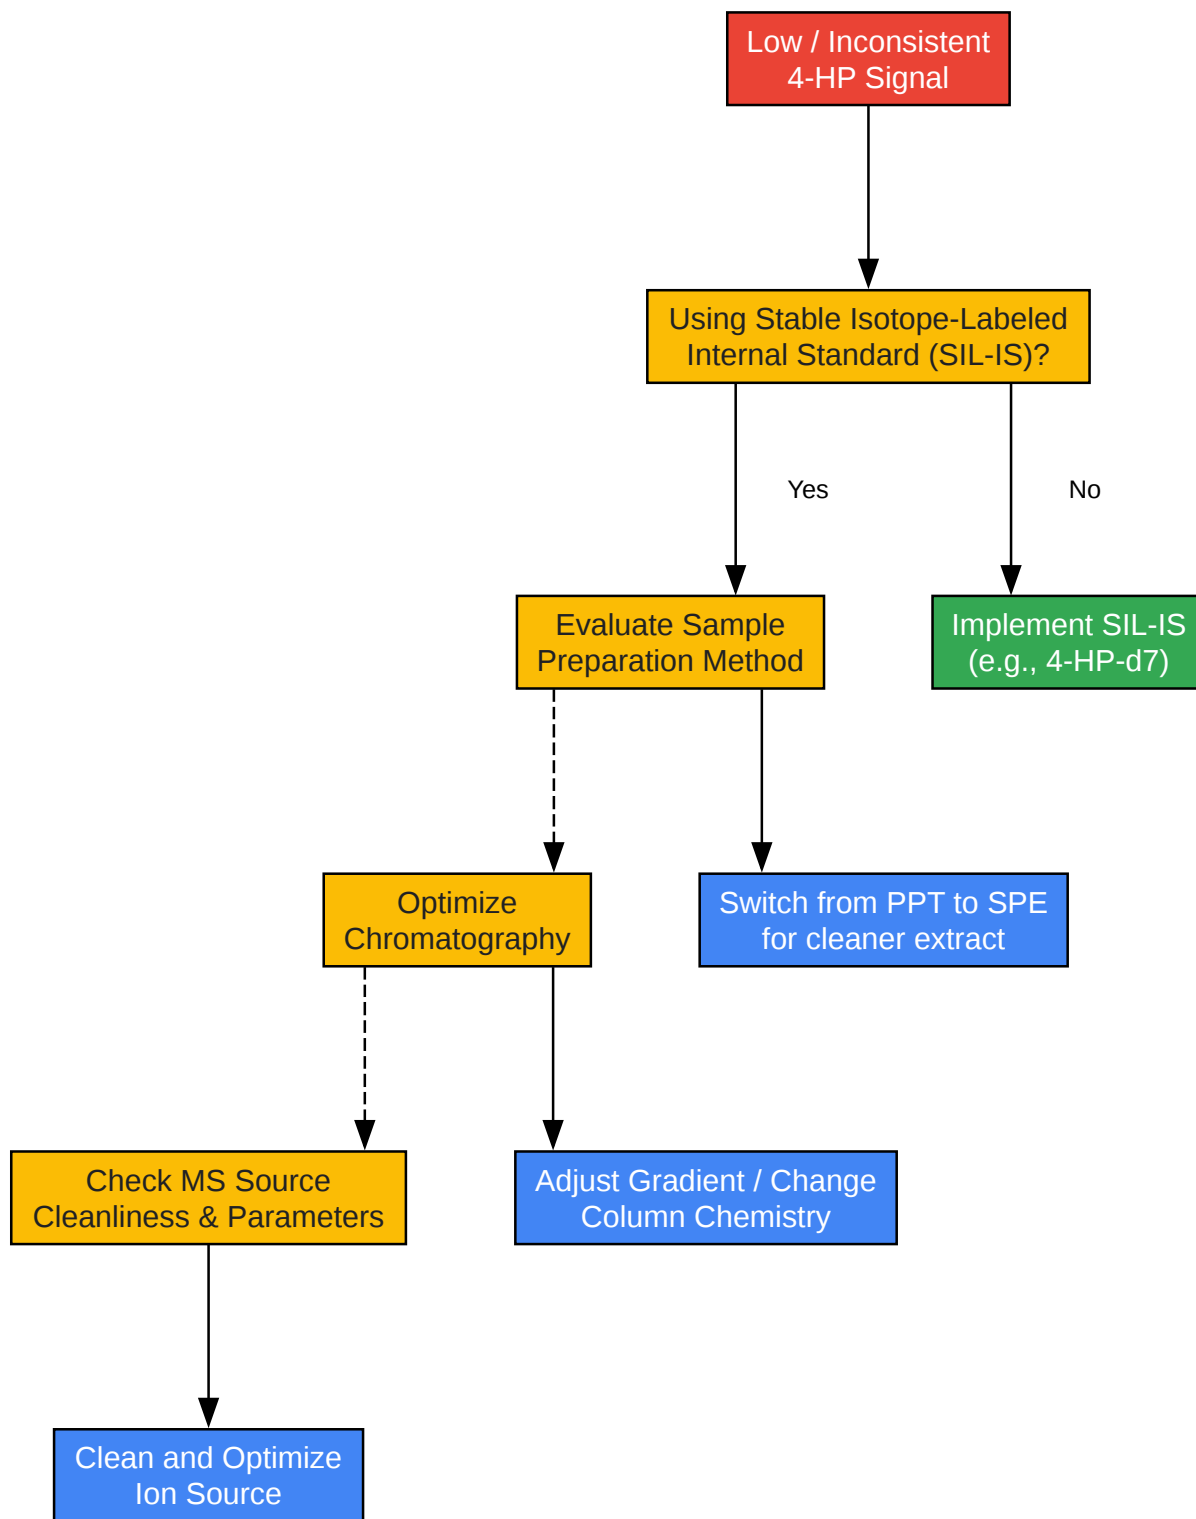 Low / Inconsistent
4-HP Signal
Using Stable Isotope-Labeled
Internal Standard (SIL-IS)?
Yes
No
Evaluate Sample
Preparation Method
Implement SIL-IS
(e.g., 4-HP-d7)
Optimize
Chromatography
Switch from PPT to SPE
for cleaner extract
Check MS Source
Cleanliness & Parameters
Adjust Gradient / Change
Column Chemistry
Clean and Optimize
Ion Source